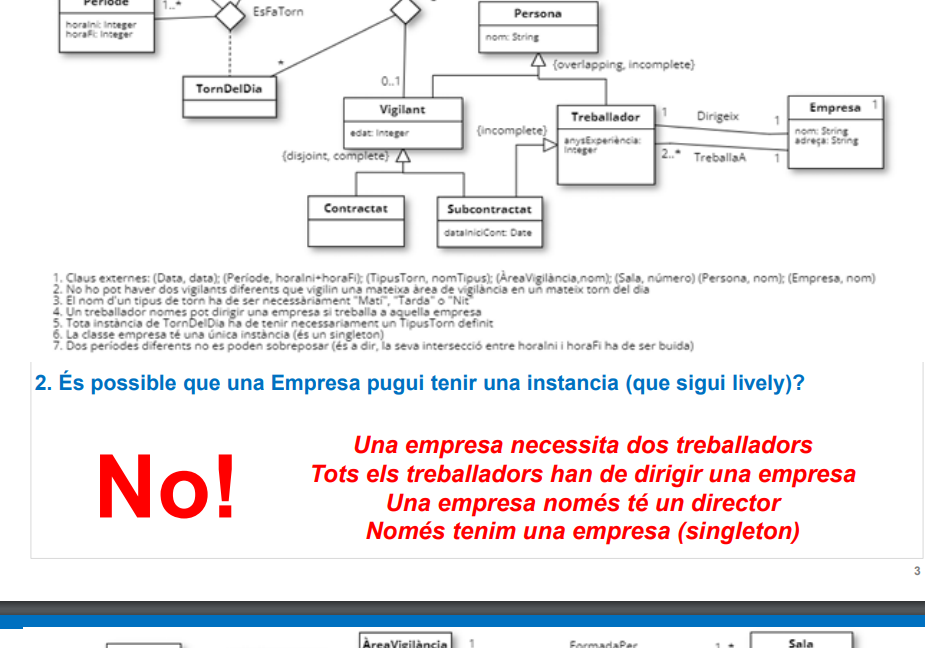 Període
1..*
EsFaTorn
horaIni: Integer
horaFi: Integer
Persona
nom: String
{overlapping, incomplete}
*
TornDelDia
0..1
Vigilant
edat: Integer
{incomplete}
Treballador
anysExperiència:
Integer
1
Dirigeix
1
2..*
TreballaA
1
Empresa
1
nom: String
adreça: String
{disjoint, complete}
Contractat
Subcontractat
dataIniciCont: Date
1. Claus externes: (Data, data); (Període, horaIni+horaFi); (TipusTorn, nomTipus); (ÀreaVigilància,nom); (Sala, número) (Persona, nom); (Empresa, nom)
2. No ho pot haver dos vigilants diferents que vigilin una mateixa àrea de vigilància en un mateix torn del dia
3. El nom d'un tipus de torn ha de ser necessàriament "Matí", "Tarda" o "Nit"
4. Un treballador nomes pot dirigir una empresa si treballa a aquella empresa
5. Tota instància de TornDelDia ha de tenir necessariament un TipusTorn definit
6. La classe empresa té una única instància (és un singleton)
7. Dos períodes diferents no es poden sobreposar (és a dir, la seva intersecció entre horaIni i horaFi ha de ser buida)
2. És possible que una Empresa pugui tenir una instancia (que sigui lively)?
No!
Una empresa necessita dos treballadors
Tots els treballadors han de dirigir una empresa
Una empresa només té un director
Només tenim una empresa (singleton)
3
ÀreaVigilància
1
FormadaPer
1..*
Sala